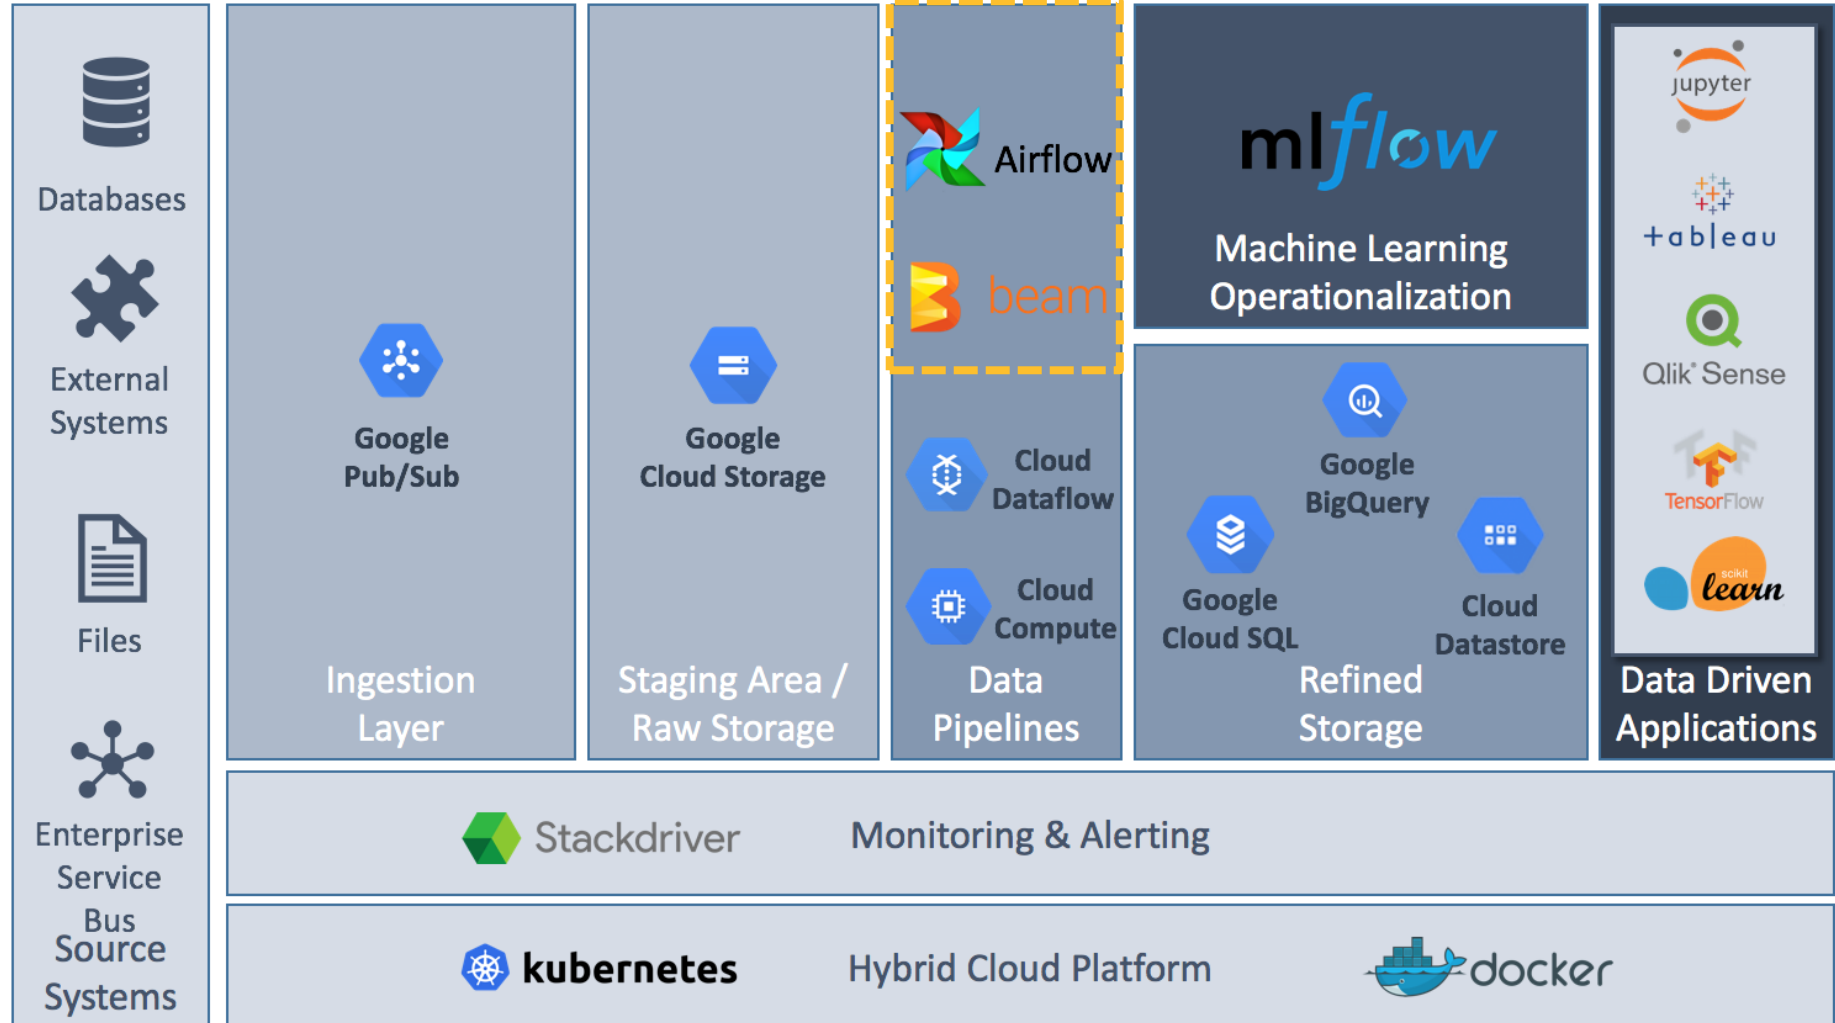 Databases
External
Systems
Files
Enterprise
Service
Bus
Source
Systems
Google
Pub/Sub
Ingestion
Layer
Google
Cloud Storage
Staging Area /
Raw Storage
Airflow
beam
Cloud
Dataflow
Cloud
Compute
Data
Pipelines
mlflow
Machine Learning
Operationalization
Google
BigQuery
Google
Cloud SQL
Cloud
Datastore
Refined
Storage
jupyter
+ableau
Qlik Sense
TensorFlow
scikit
learn
Data Driven
Applications
Stackdriver
Monitoring & Alerting
kubernetes
Hybrid Cloud Platform
docker